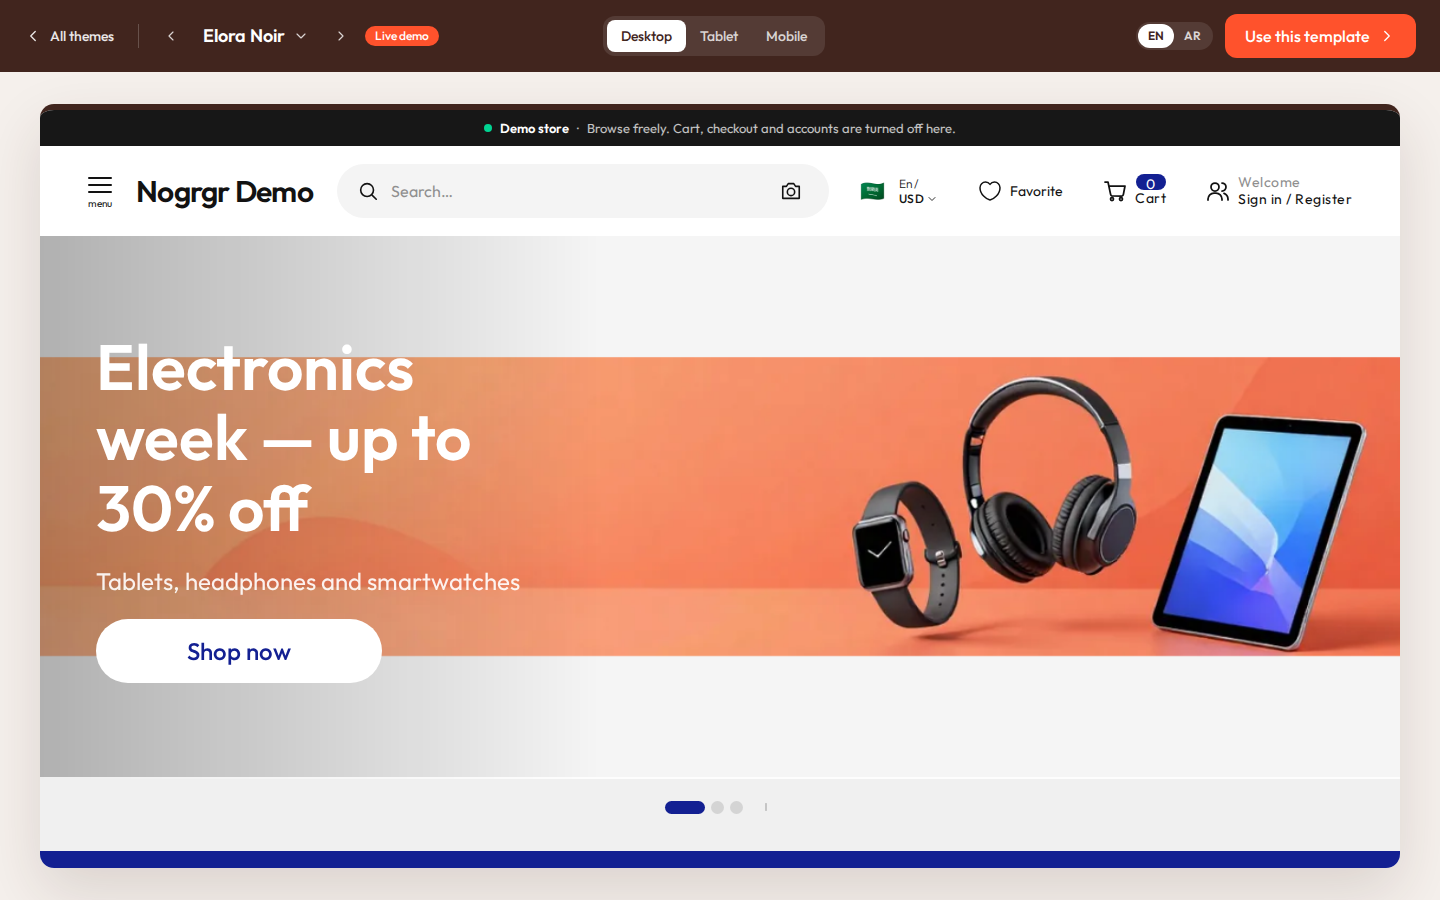 All themes
Elora Noir
Live demo
Desktop
Tablet
Mobile
EN
AR
Use this template
Demo store · Browse freely. Cart, checkout and accounts are turned off here.
menu
Nogrgr Demo
Search...
En /
USD
Favorite
0
Cart
Welcome
Sign in / Register
Electronics
week — up to
30% off
Tablets, headphones and smartwatches
Shop now